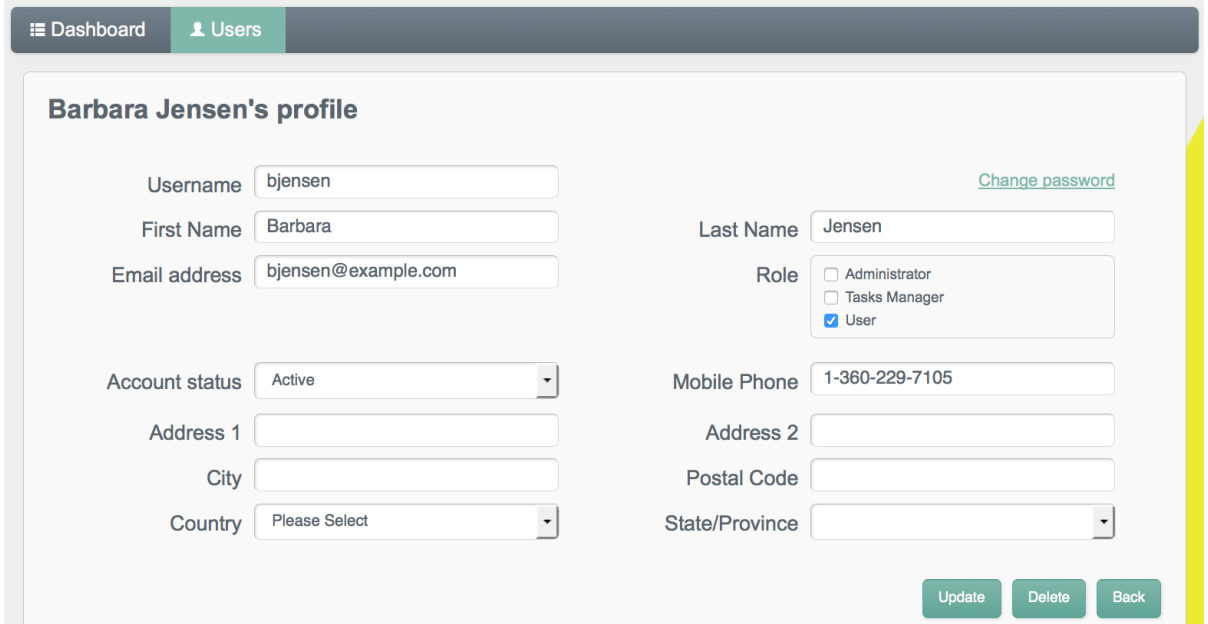 Dashboard Users
Barbara Jensen's profile
Username bjensen Change password
First Name Barbara Last Name Jensen
Email address bjensen@example.com Role Administrator
Tasks Manager
User
Account status Active Mobile Phone 1-360-229-7105
Address 1 Address 2
City Postal Code
Country Please Select State/Province
Update Delete Back